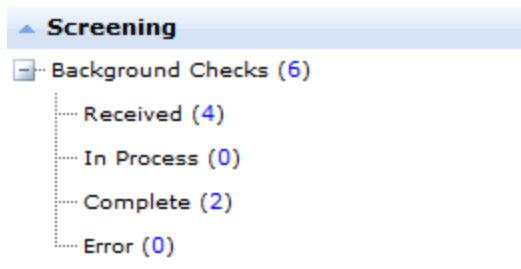 Screening
Background Checks (6)
Received (4)
In Process (0)
Complete (2)
Error (0)